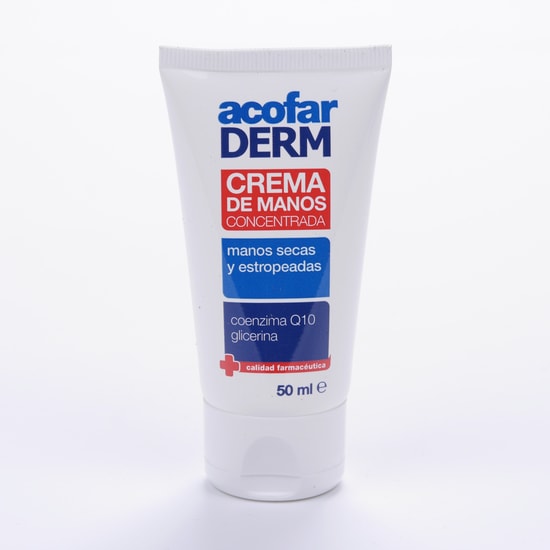 acofar
DERM
CREMA
DE MANOS
CONCENTRADA
manos secas
y estropeadas
coenzima Q10
glicerina
calidad farmacéutica
50 ml ℮